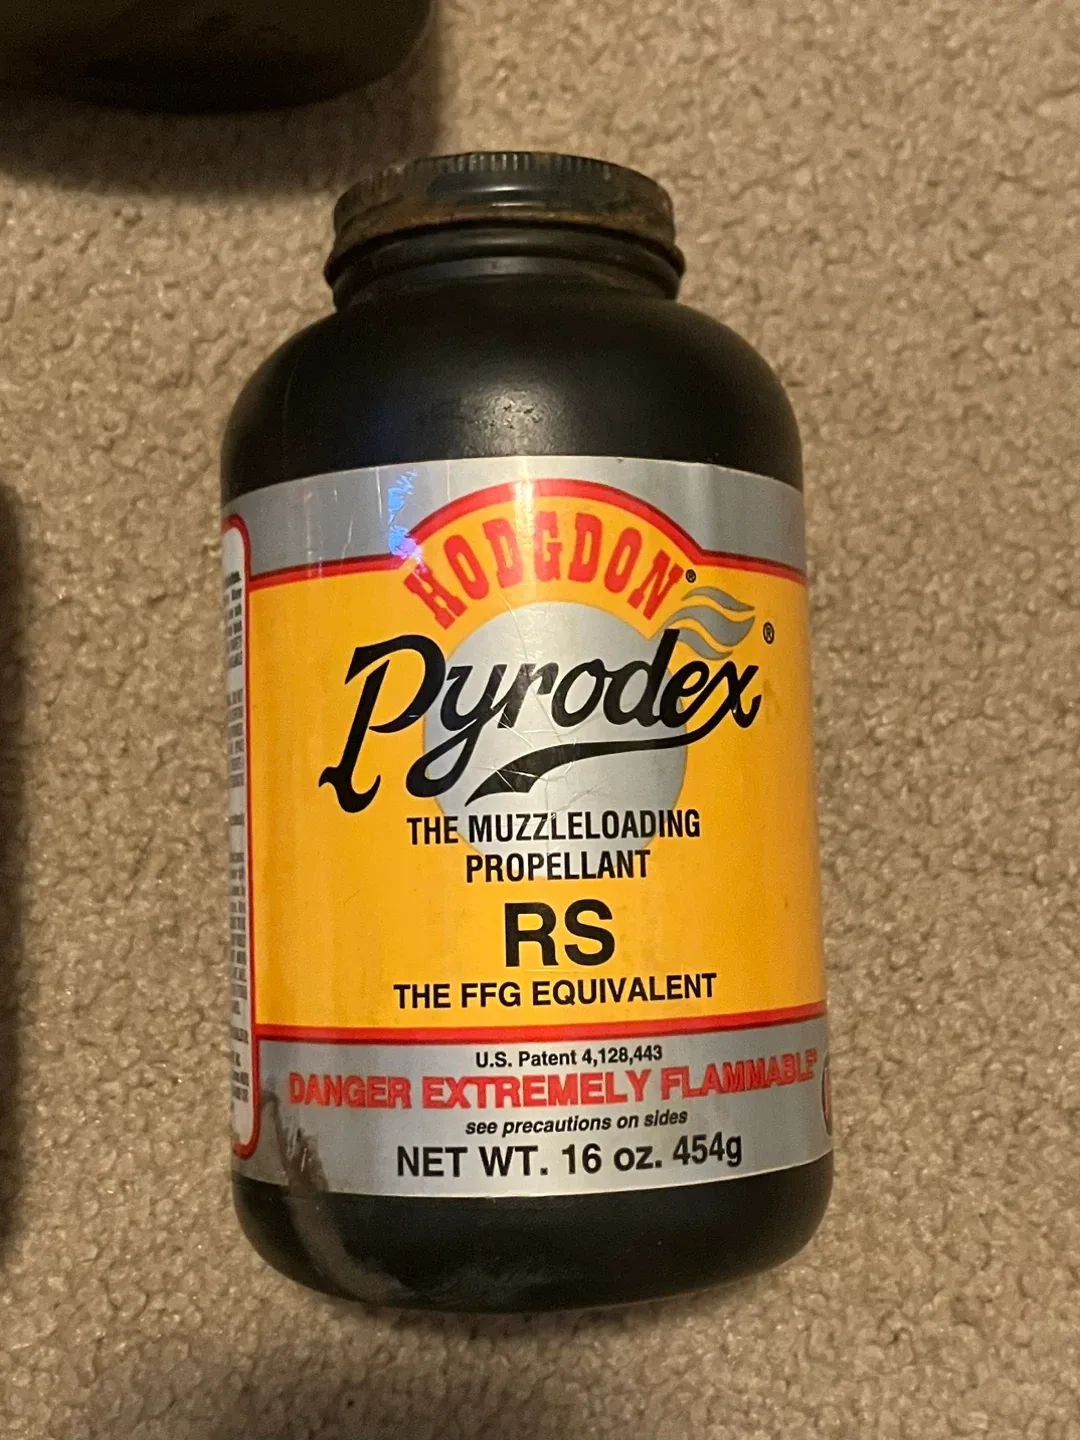 HODGDON®
Pyrodex®
THE MUZZLELOADING
PROPELLANT
RS
THE FFG EQUIVALENT
U.S. Patent 4,128,443
DANGER EXTREMELY FLAMMABLE
see precautions on sides
NET WT. 16 oz. 454g